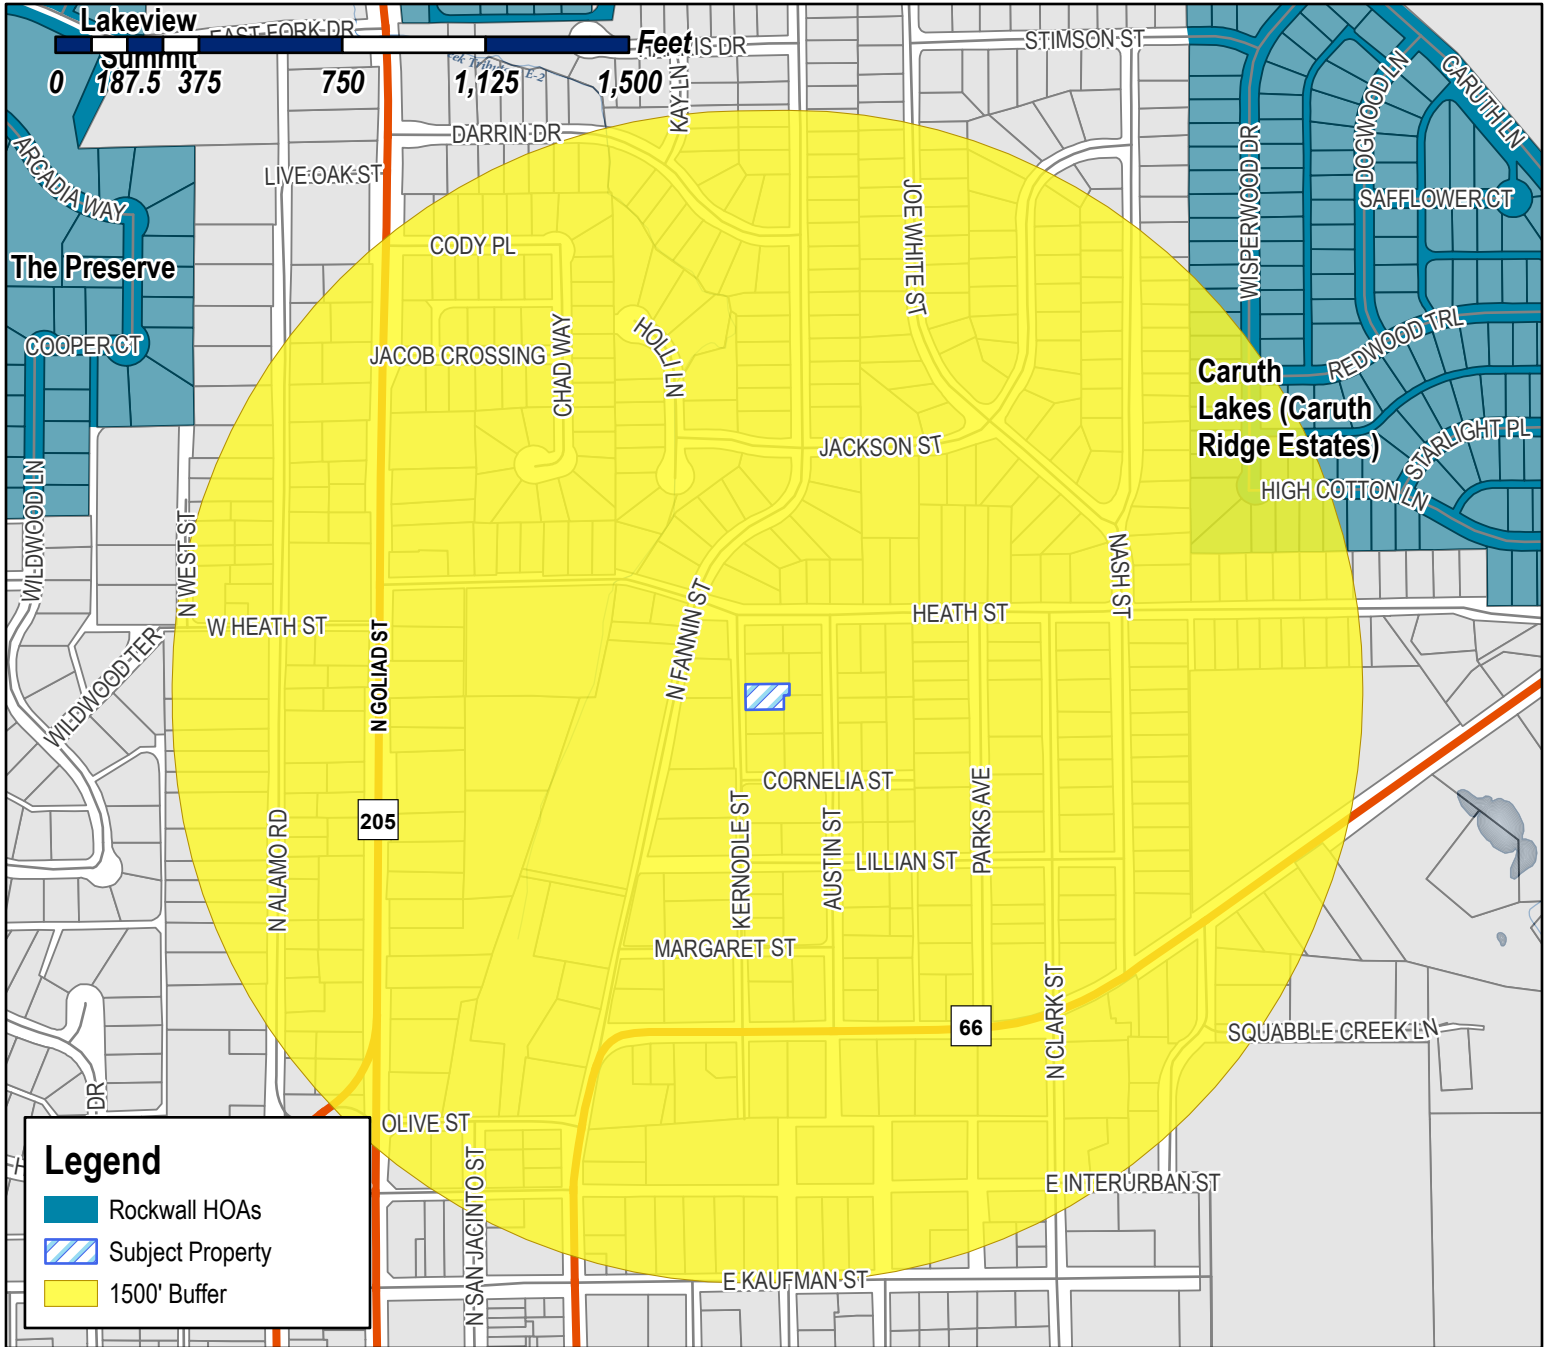 Lakeview
Summit
EAST FORK DR
Feet
0 187.5 375 750 1,125 1,500
E-2
IS DR
STIMSON ST
KAY LN
DARRIN DR
LIVE OAK ST
ARCADIA WAY
The Preserve
COOPER CT
CODY PL
JACOB CROSSING
CHAD WAY
HOLLI LN
JOE WHITE ST
WISPERWOOD DR
DOGWOOD LN
CARUTH LN
SAFFLOWER CT
REDWOOD TRL
Caruth
Lakes (Caruth
Ridge Estates)
STARLIGHT PL
HIGH COTTON LN
JACKSON ST
WILDWOOD LN
N WEST ST
W HEATH ST
WILDWOOD TER
N GOLIAD ST
N FANNIN ST
HEATH ST
NASH ST
CORNELIA ST
KERNODLE ST
AUSTIN ST
PARKS AVE
LILLIAN ST
205
N ALAMO RD
MARGARET ST
66
N CLARK ST
SQUABBLE CREEK LN
DR
OLIVE ST
N SAN JACINTO ST
E INTERURBAN ST
E KAUFMAN ST
H
Legend
Rockwall HOAs
Subject Property
1500' Buffer